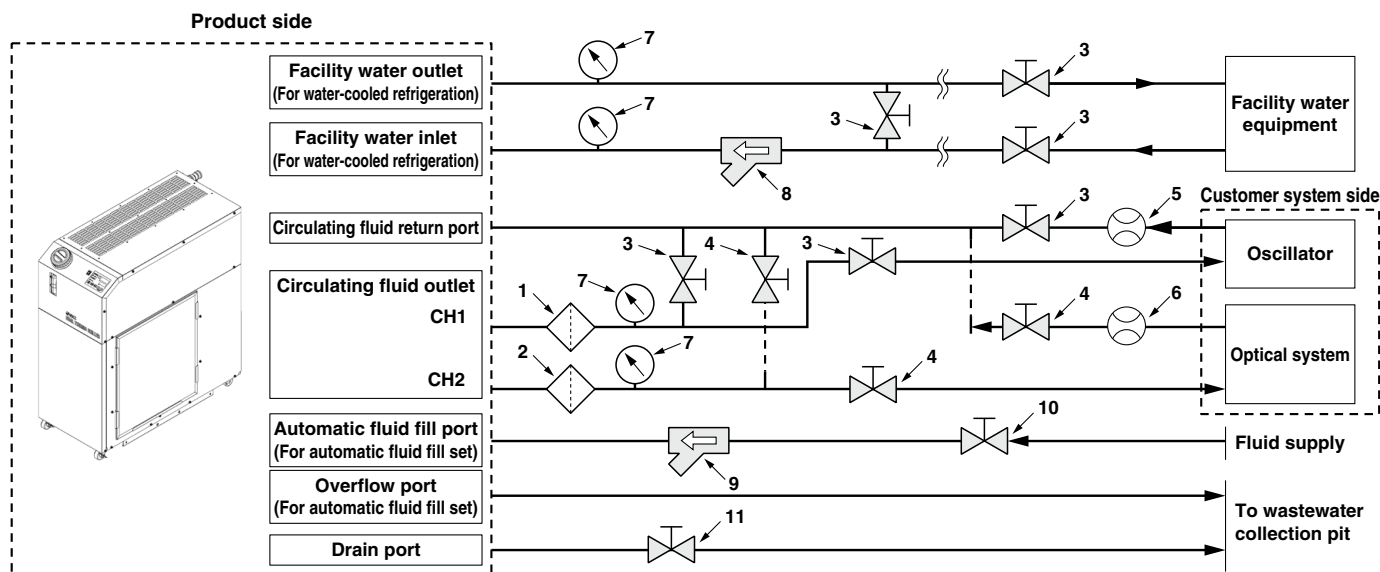 Product side
Facility water outlet
(For water-cooled refrigeration)
7
3
Facility water
equipment
Facility water inlet
(For water-cooled refrigeration)
7
3
3
8
Customer system side
Circulating fluid return port
3
5
Oscillator
3
4
3
Circulating fluid outlet
CH1
1
7
4
6
Optical system
CH2
2
7
4
Automatic fluid fill port
(For automatic fluid fill set)
9
10
Fluid supply
Overflow port
(For automatic fluid fill set)
To wastewater
collection pit
Drain port
11